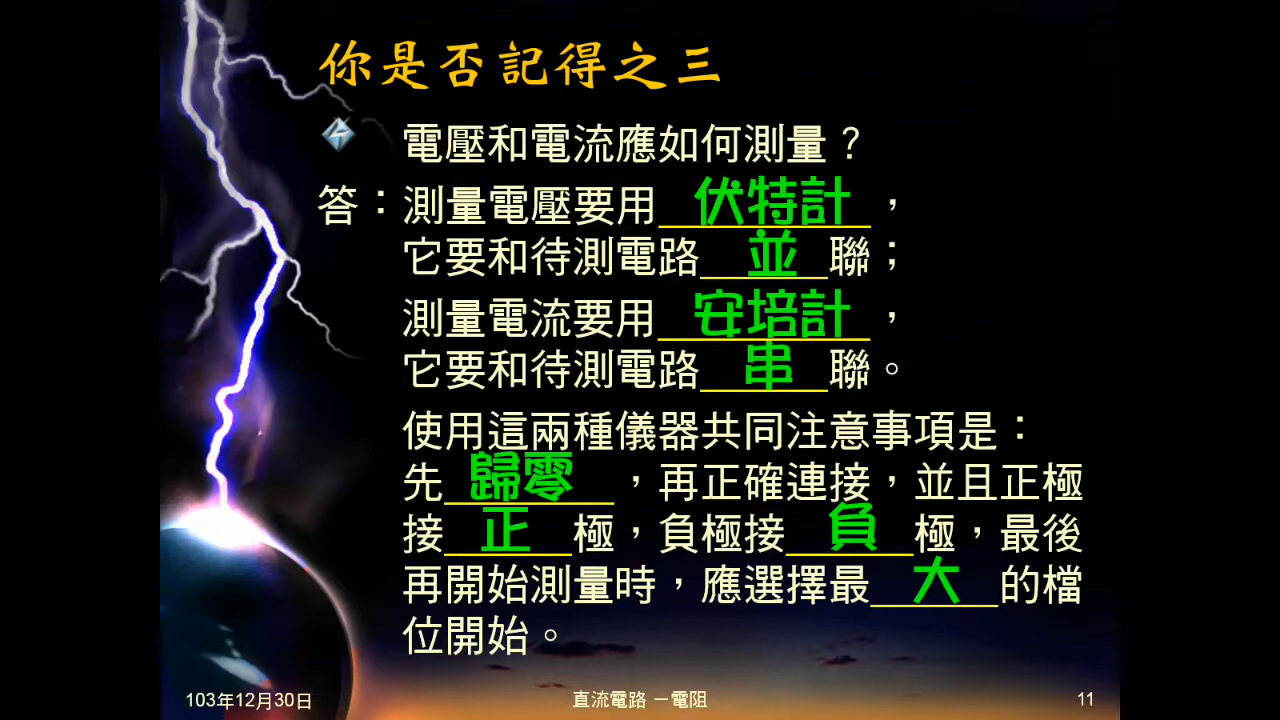 你是否記得之三
電壓和電流應如何測量？
答：測量電壓要用伏特計，
它要和待測電路並聯；
測量電流要用安培計，
它要和待測電路串聯。
使用這兩種儀器共同注意事項是：
先歸零，再正確連接，並且正極
接正極，負極接負極，最後
再開始測量時，應選擇最大的檔
位開始。
103年12月30日
直流電路 －電阻
11